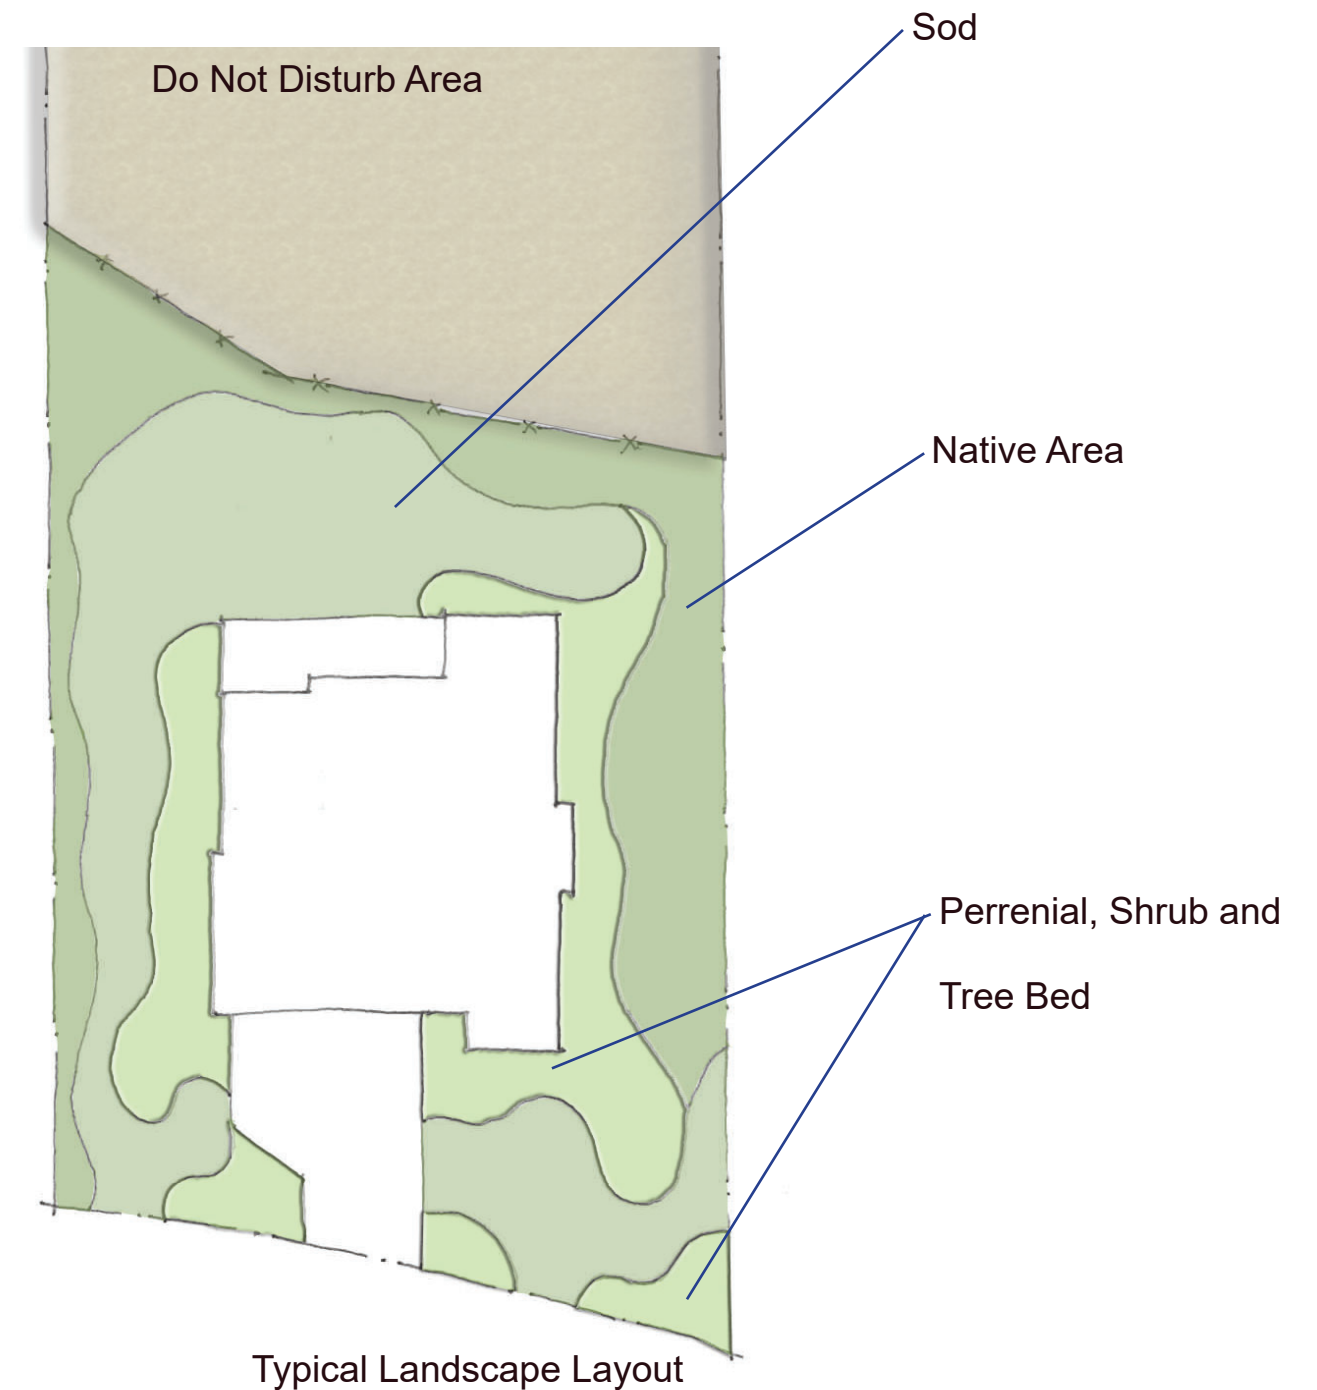 Sod
Do Not Disturb Area
Native Area
Perrenial, Shrub and
Tree Bed
Typical Landscape Layout